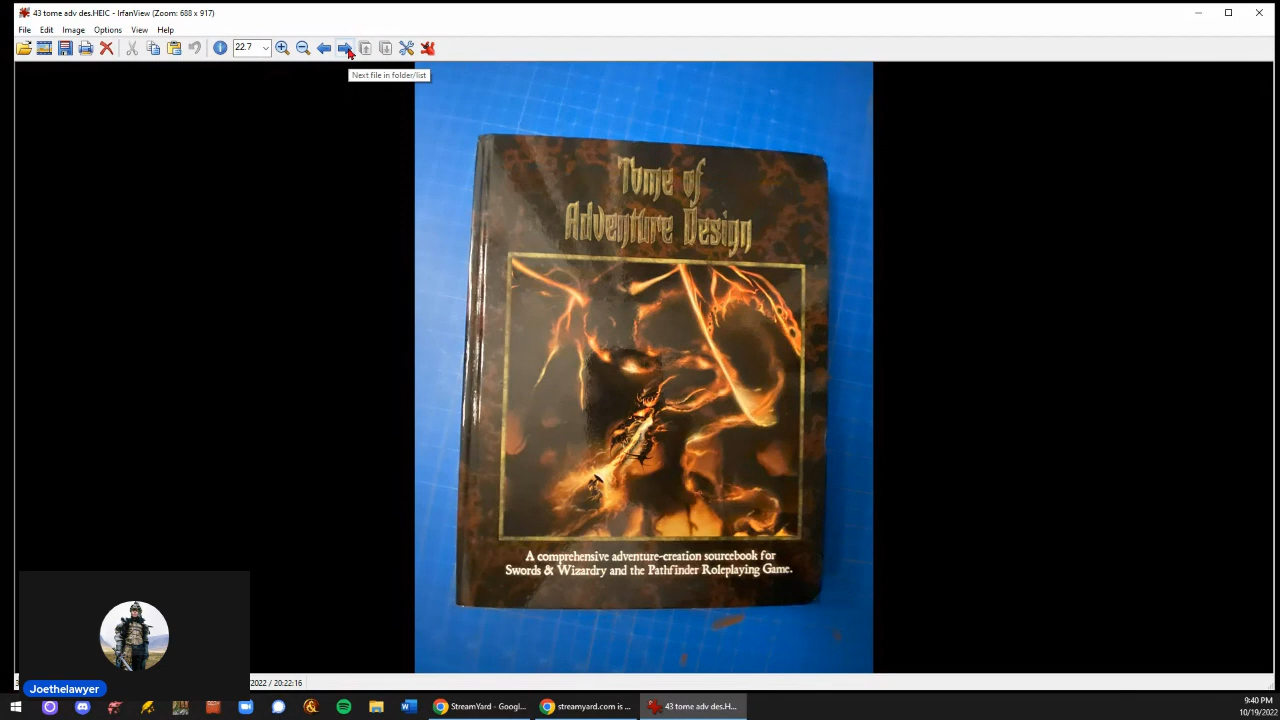 43 tome adv des.HEIC - IrfanView (Zoom: 688 x 917)
File Edit Image Options View Help
22.7
Next file in folder/list
Tome of
Adventure Design
A comprehensive adventure-creation sourcebook for
Swords & Wizardry and the Pathfinder Roleplaying Game.
Joethelawyer
2022 / 20:22:16
StreamYard - Googl...
streamyard.com is ...
43 tome adv des.H...
9:40 PM
10/19/2022